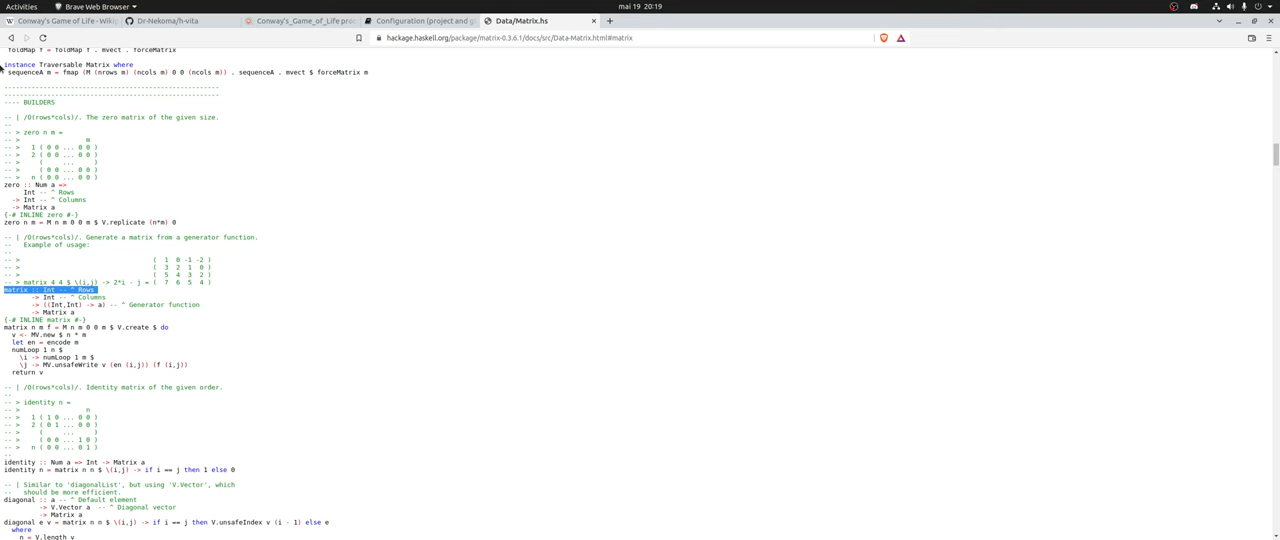 Activities
Brave Web Browser
mai 19 20:19
Conway's Game of Life - Wikip
Dr-Nekoma/h-vita
Conway's_Game_of_Life pro
Configuration (project and g
Data/Matrix.hs
hackage.haskell.org/package/matrix-0.3.6.1/docs/src/Data-Matrix.html#matrix
foldMap f = foldMap f . mvect . forceMatrix
instance Traversable Matrix where
sequenceA m = fmap (M (nrows m) (ncols m) 0 0 (ncols m)) . sequenceA . mvect $ forceMatrix m
-------------------------------------------------------
-------------------------------------------------------
---- BUILDERS
-- | /O(rows*cols)/. The zero matrix of the given size.
--
-- > zero n m =
-- >                 m
-- >   1 ( 0 0 ... 0 0 )
-- >   2 ( 0 0 ... 0 0 )
-- >     (     ...     )
-- >     ( 0 0 ... 0 0 )
-- >   n ( 0 0 ... 0 0 )
zero :: Num a =>
     Int -- ^ Rows
  -> Int -- ^ Columns
  -> Matrix a
{-# INLINE zero #-}
zero n m = M n m 0 0 m $ V.replicate (n*m) 0
-- | /O(rows*cols)/. Generate a matrix from a generator function.
--   Example of usage:
--
-- >                                  (  1  0 -1 -2 )
-- >                                  (  3  2  1  0 )
-- >                                  (  5  4  3  2 )
-- > matrix 4 4 $ \(i,j) -> 2*i - j = (  7  6  5  4 )
matrix :: Int -- ^ Rows
       -> Int -- ^ Columns
       -> ((Int,Int) -> a) -- ^ Generator function
       -> Matrix a
{-# INLINE matrix #-}
matrix n m f = M n m 0 0 m $ V.create $ do
  v <- MV.new $ n * m
  let en = encode m
  numLoop 1 n $
    \i -> numLoop 1 m $
    \j -> MV.unsafeWrite v (en (i,j)) (f (i,j))
  return v
-- | /O(rows*cols)/. Identity matrix of the given order.
--
-- > identity n =
-- >                 n
-- >   1 ( 1 0 ... 0 0 )
-- >   2 ( 0 1 ... 0 0 )
-- >     (     ...     )
-- >     ( 0 0 ... 1 0 )
-- >   n ( 0 0 ... 0 1 )
--
identity :: Num a => Int -> Matrix a
identity n = matrix n n $ \(i,j) -> if i == j then 1 else 0
-- | Similar to 'diagonalList', but using 'V.Vector', which
--   should be more efficient.
diagonal :: a -- ^ Default element
         -> V.Vector a  -- ^ Diagonal vector
         -> Matrix a
diagonal e v = matrix n n $ \(i,j) -> if i == j then V.unsafeIndex v (i - 1) else e
  where
    n = V.length v